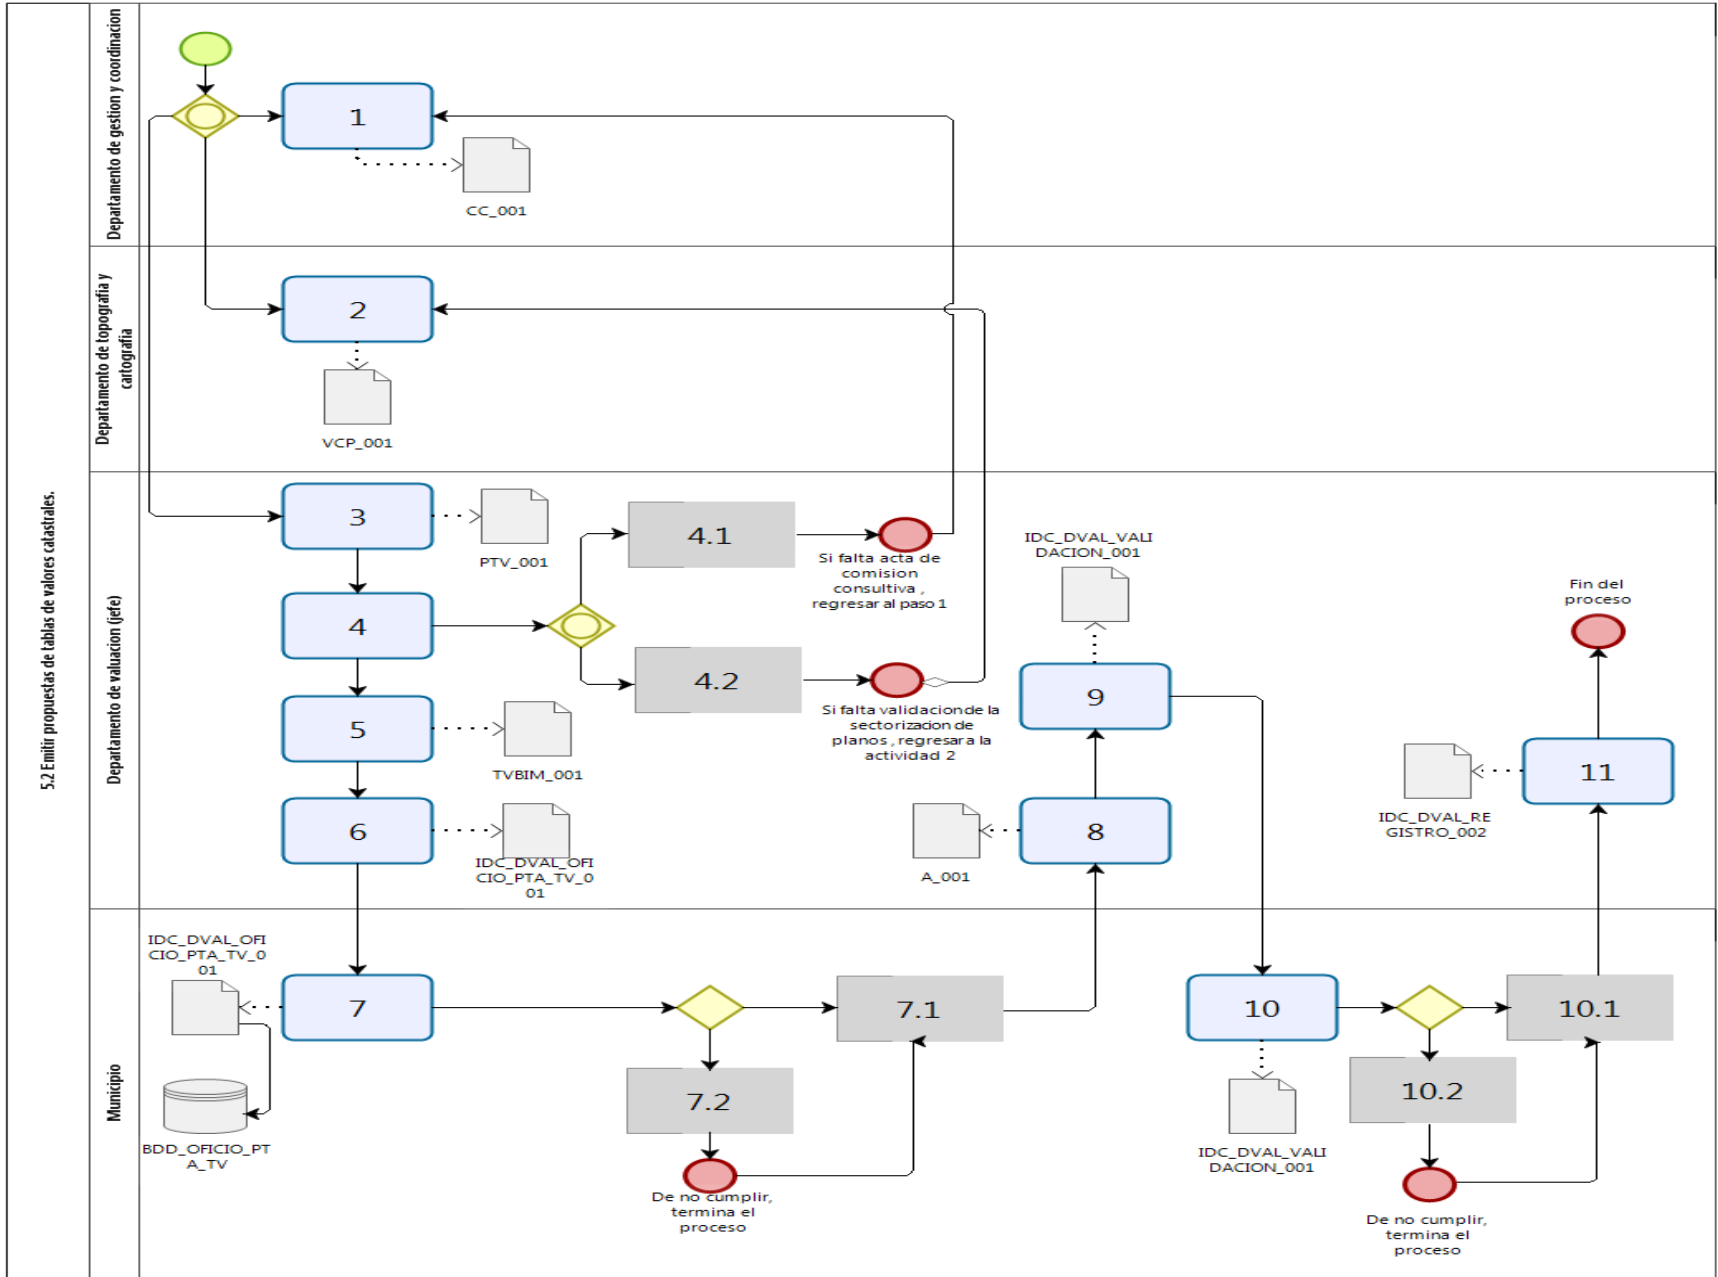 5.2 Emitir propuestas de tablas de valores catastrales.
Departamento de gestion y coordinacion
1
CC_001
Departamento de topografia y
cartografia
2
VCP_001
Departamento de valuacion (jefe)
3
PTV_001
4
4.1
Si falta acta de
comision
consultiva ,
regresar al paso 1
4.2
Si falta validacion de la
sectorizacion de
planos , regresar a la
actividad 2
5
TVBIM_001
6
IDC_DVAL_OFI
CIO_PTA_TV_0
01
IDC_DVAL_VALI
DACION_001
9
8
A_001
Fin del
proceso
11
IDC_DVAL_RE
GISTRO_002
Municipio
IDC_DVAL_OFI
CIO_PTA_TV_0
01
7
BDD_OFICIO_PT
A_TV
7.1
7.2
De no cumplir,
termina el
proceso
10
IDC_DVAL_VALI
DACION_001
10.1
10.2
De no cumplir,
termina el
proceso